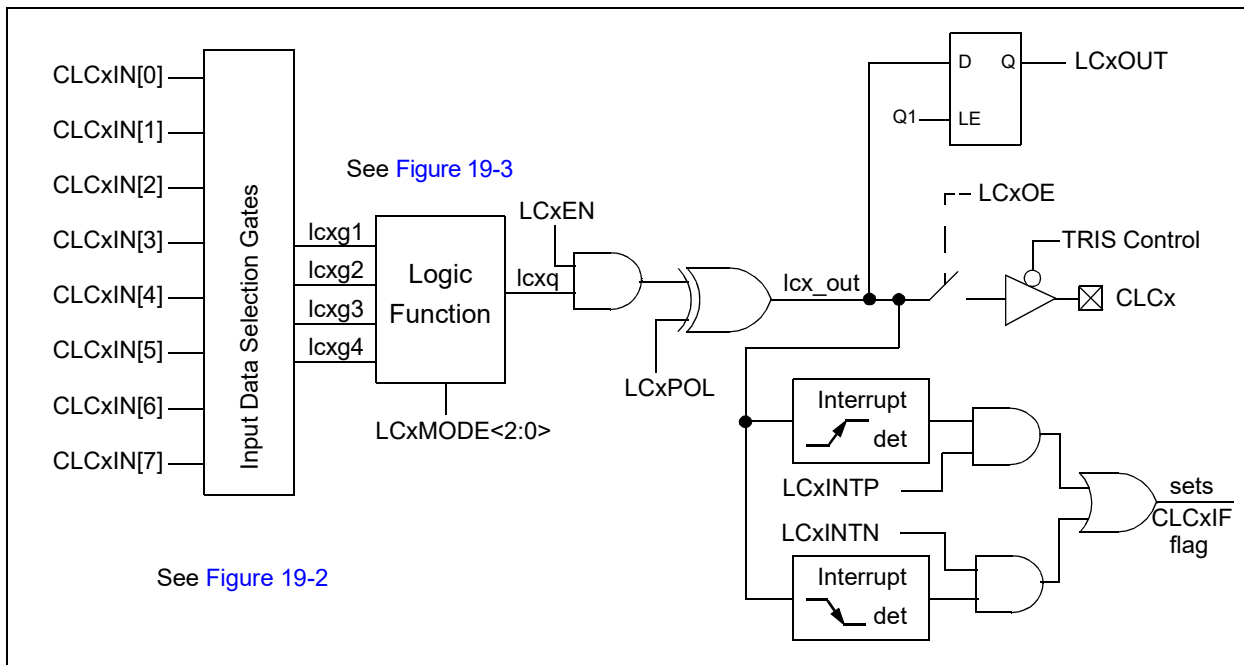 CLCxIN[0]
CLCxIN[1]
CLCxIN[2]
CLCxIN[3]
CLCxIN[4]
CLCxIN[5]
CLCxIN[6]
CLCxIN[7]
Input Data Selection Gates
See Figure 19-2
See Figure 19-3
lcxg1
lcxg2
lcxg3
lcxg4
Logic
Function
LCxMODE<2:0>
LCxEN
lcxq
LCxPOL
lcx_out
D
Q
LE
Q1
LCxOUT
LCxOE
TRIS Control
CLCx
Interrupt
det
LCxINTP
LCxINTN
Interrupt
det
sets
CLCxIF
flag